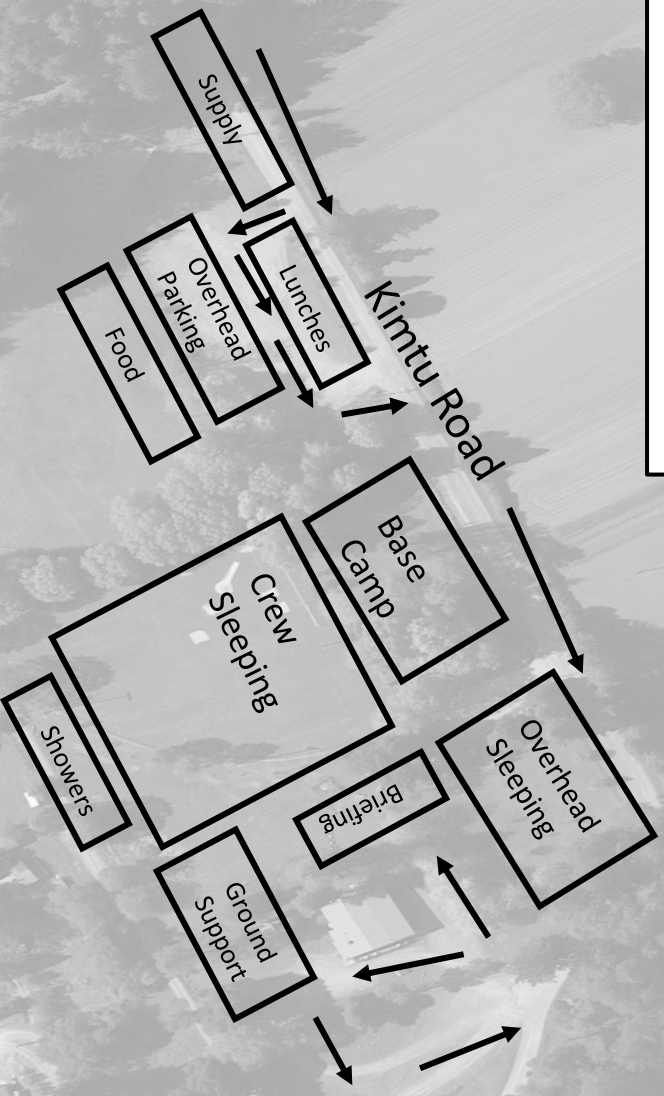 Supply
Lunches
Overhead
Parking
Food
Kimtu Road
Base
Camp
Crew
Sleeping
Showers
Overhead
Sleeping
Briefing
Ground
Support